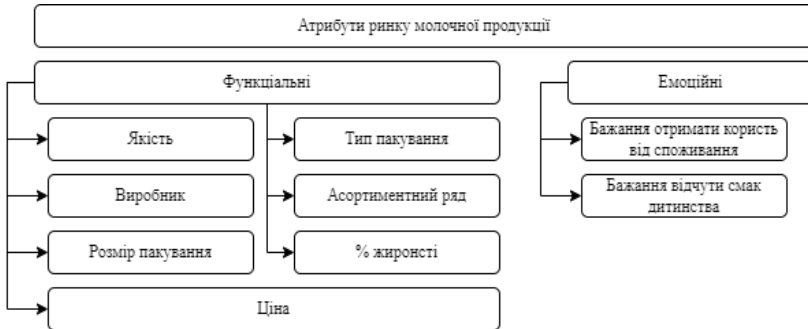 Атрибути ринку молочної продукції
Функціальні
Емоційні
Якість
Тип пакування
Бажання отримати користь
від споживання
Виробник
Асортиментний ряд
Бажання відчути смак
дитинства
Розмір пакування
% жиронсті
Ціна